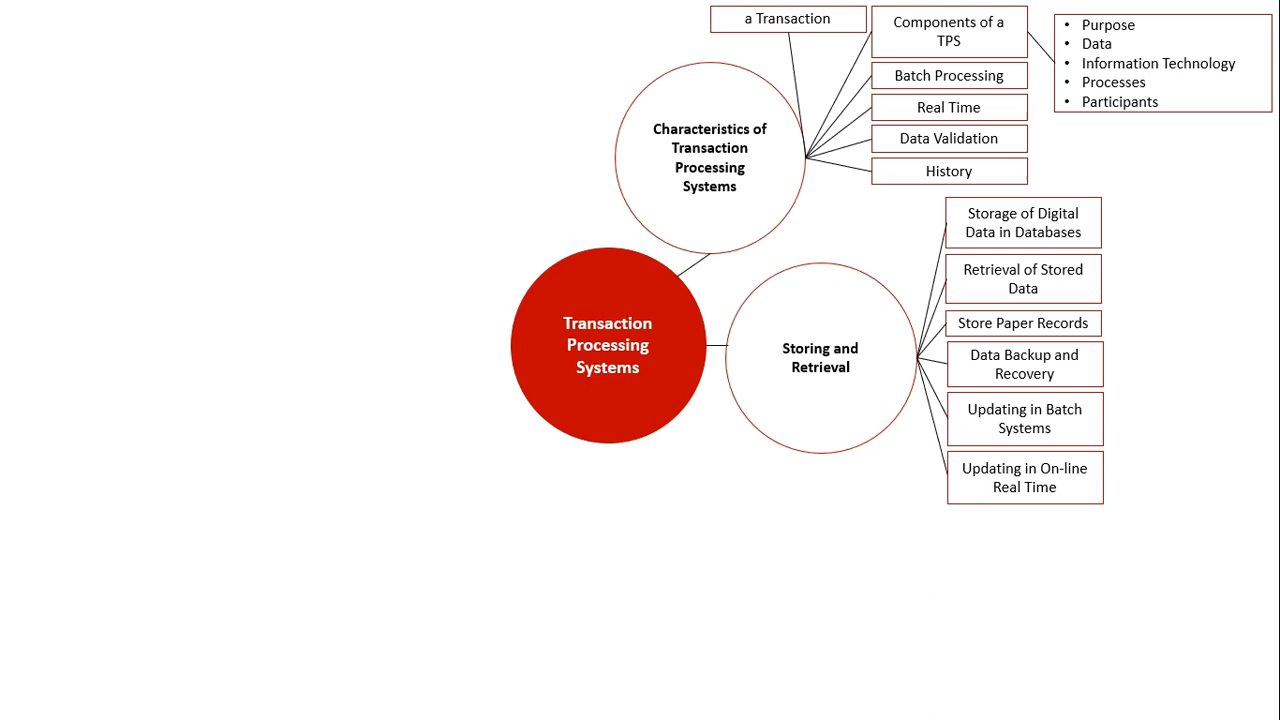 a Transaction
Components of a
TPS
• Purpose
• Data
• Information Technology
• Processes
• Participants
Batch Processing
Real Time
Data Validation
History
Characteristics of
Transaction
Processing
Systems
Storage of Digital
Data in Databases
Retrieval of Stored
Data
Store Paper Records
Data Backup and
Recovery
Updating in Batch
Systems
Updating in On-line
Real Time
Transaction
Processing
Systems
Storing and
Retrieval